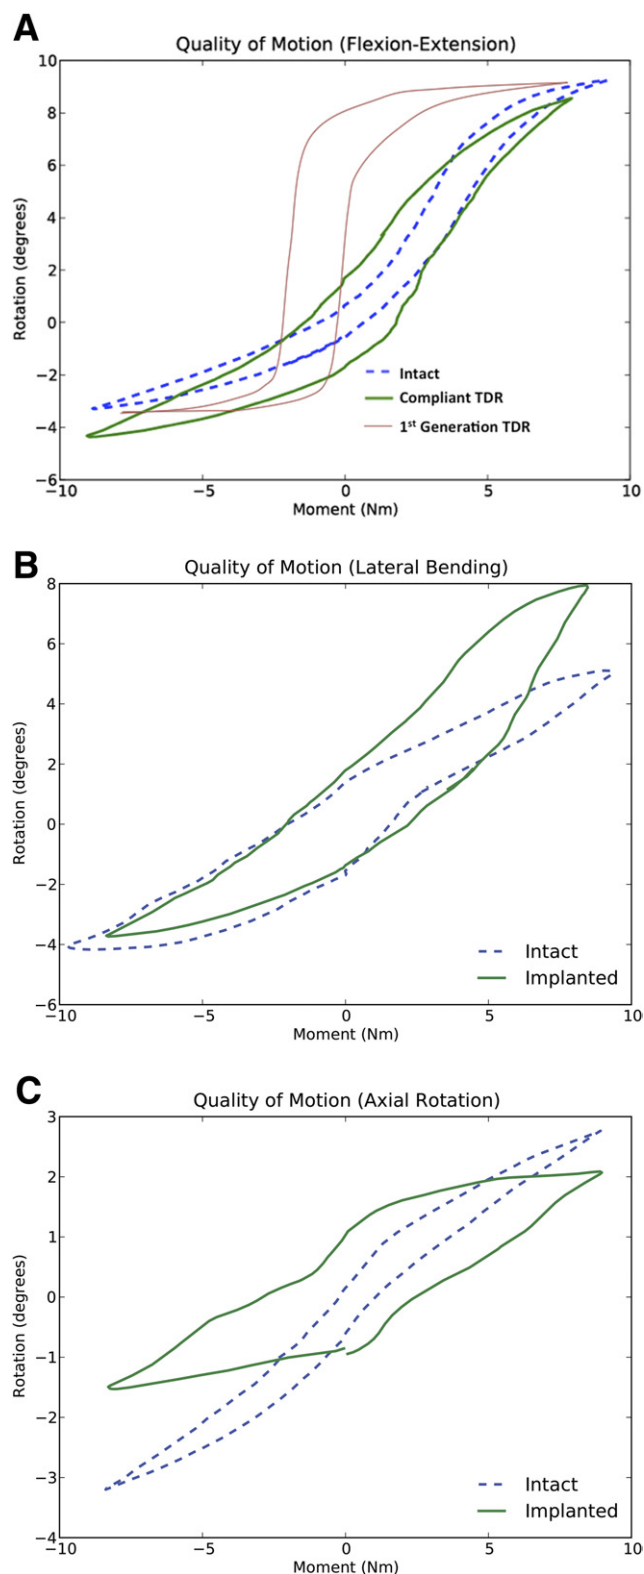 A
Quality of Motion (Flexion-Extension)
10
8
6
4
2
0
−2
−4
−6
Rotation (degrees)
Intact
Compliant TDR
1st Generation TDR
−10 −5 0 5 10
Moment (Nm)
B
Quality of Motion (Lateral Bending)
8
6
4
2
0
−2
−4
−6
Rotation (degrees)
Intact
Implanted
−10 −5 0 5 10
Moment (Nm)
C
Quality of Motion (Axial Rotation)
3
2
1
0
−1
−2
−3
−4
Rotation (degrees)
Intact
Implanted
−10 −5 0 5 10
Moment (Nm)